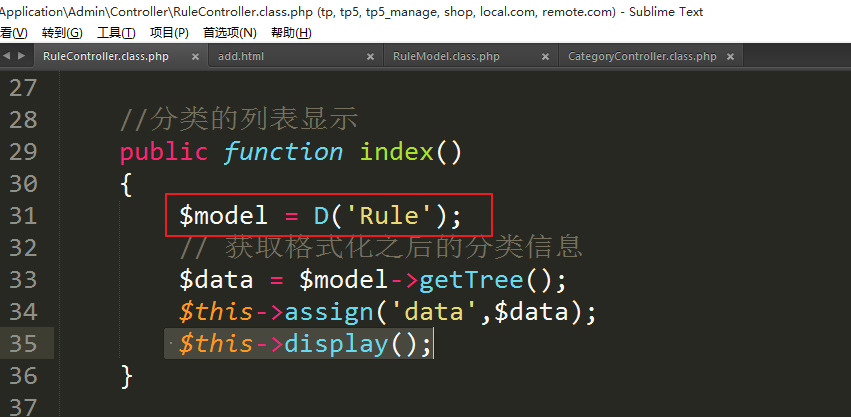 Application\Admin\Controller\RuleController.class.php (tp, tp5, tp5_manage, shop, local.com, remote.com) - Sublime Text
看(V) 转到(G) 工具(T) 项目(P) 首选项(N) 帮助(H)
RuleController.class.php × add.html × RuleModel.class.php × CategoryController.class.php ×
27
28 //分类的列表显示
29 public function index()
30 {
31 $model = D('Rule');
32 // 获取格式化之后的分类信息
33 $data = $model->getTree();
34 $this->assign('data',$data);
35 $this->display();
36 }
37